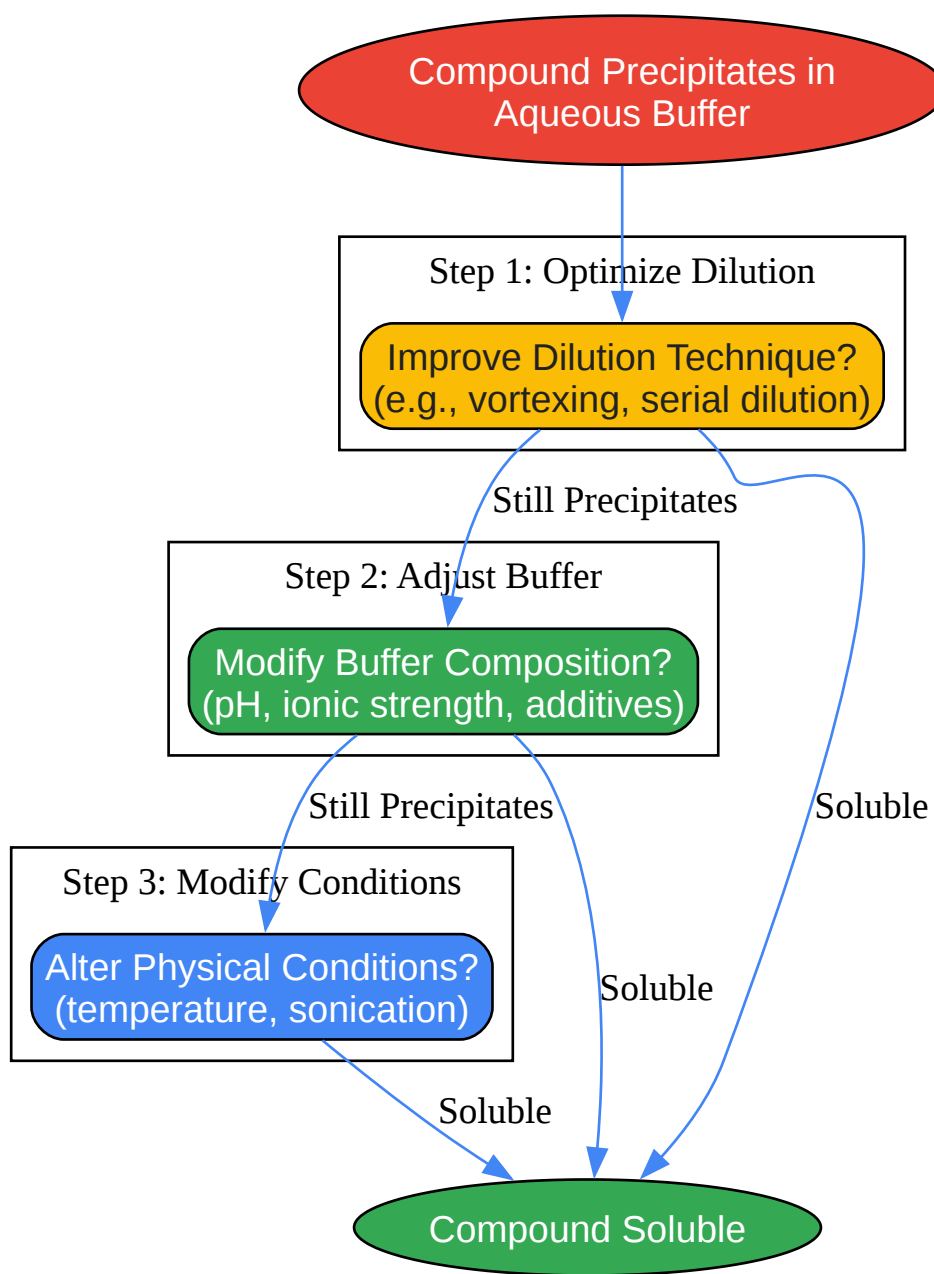 Compound Precipitates in
Aqueous Buffer
Step 1: Optimize Dilution
Improve Dilution Technique?
(e.g., vortexing, serial dilution)
Still Precipitates
Step 2: Adjust Buffer
Modify Buffer Composition?
(pH, ionic strength, additives)
Still Precipitates
Soluble
Step 3: Modify Conditions
Alter Physical Conditions?
(temperature, sonication)
Soluble
Soluble
Compound Soluble